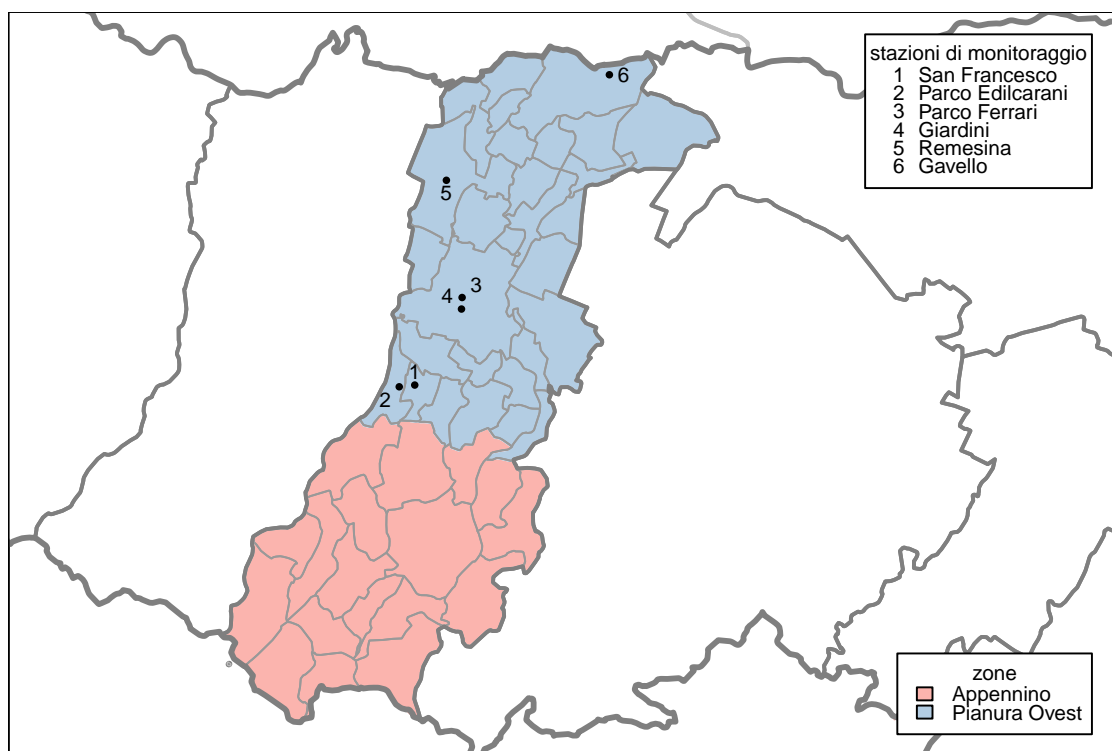 stazioni di monitoraggio
1 San Francesco
2 Parco Edilcarani
3 Parco Ferrari
4 Giardini
5 Remesina
6 Gavello
6
5
3
4
1
2
zone
Appennino
Pianura Ovest